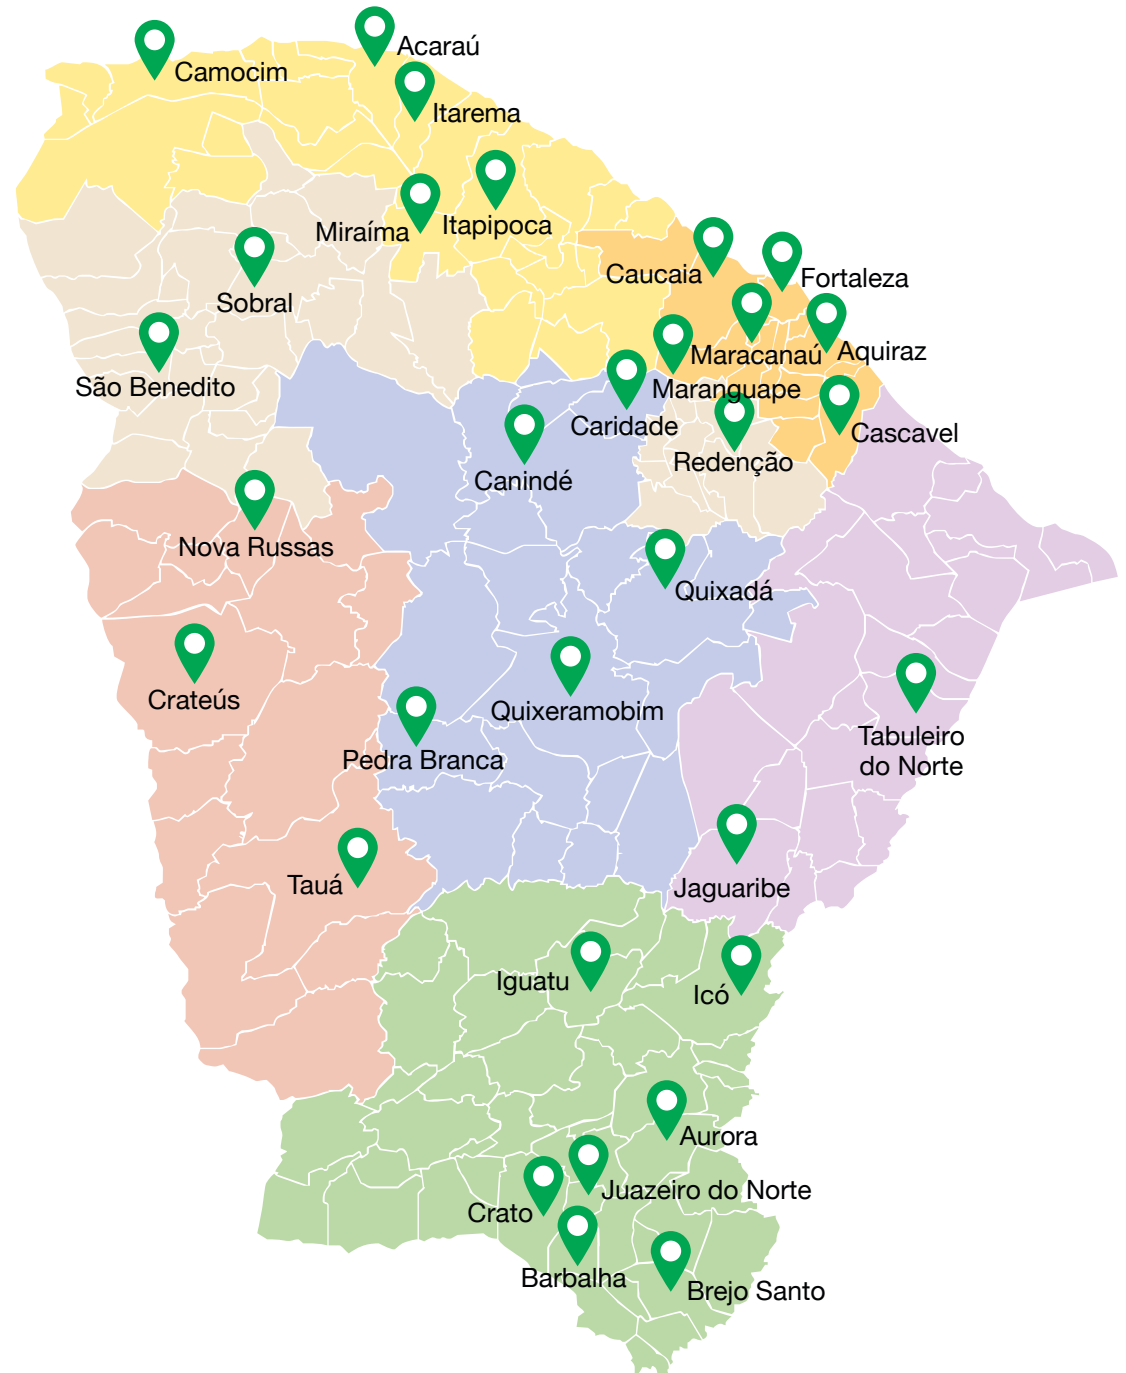 Acaraú
Camocim
Itarema
Itapipoca
Miraíma
Caucaia
Fortaleza
Sobral
Maracanaú
Aquiraz
São Benedito
Maranguape
Caridade
Cascavel
Redenção
Canindé
Nova Russas
Quixadá
Crateús
Quixeramobim
Tabuleiro
do Norte
Pedra Branca
Tauá
Jaguaribe
Iguatu
Icó
Aurora
Juazeiro do Norte
Crato
Barbalha
Brejo Santo